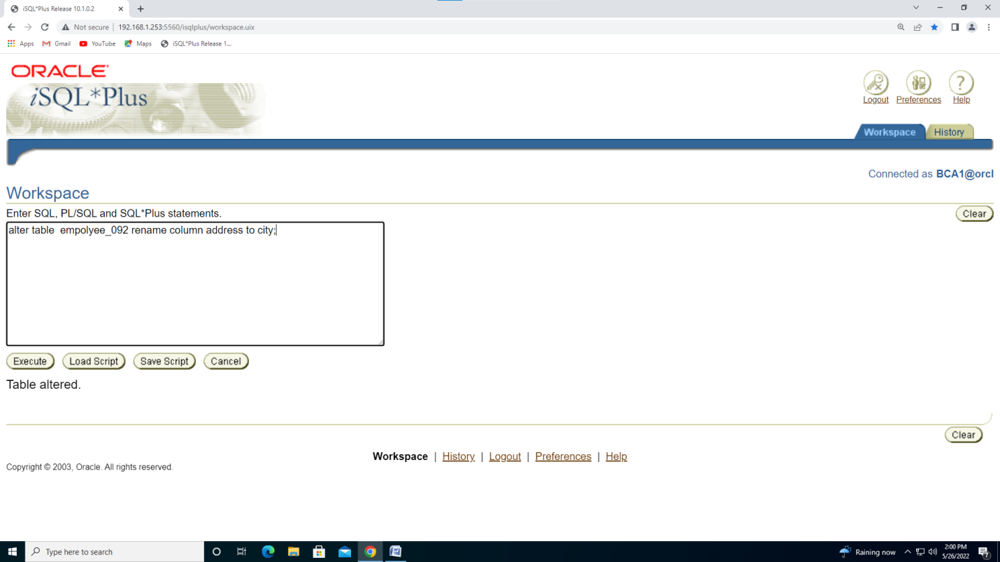 iSQL*Plus Release 10.1.0.2
Not secure | 192.168.1.253:5560/isqlplus/workspace.uix
Apps Gmail YouTube Maps iSQL*Plus Release 1...
ORACLE
iSQL*Plus
Logout Preferences Help
Workspace History
Connected as BCA1@orcl
Workspace
Enter SQL, PL/SQL and SQL*Plus statements.
Clear
alter table  empolyee_092 rename column address to city;
Execute Load Script Save Script Cancel
Table altered.
Clear
Workspace | History | Logout | Preferences | Help
Copyright © 2003, Oracle. All rights reserved.
Type here to search
Raining now
2:00 PM
5/26/2022
7